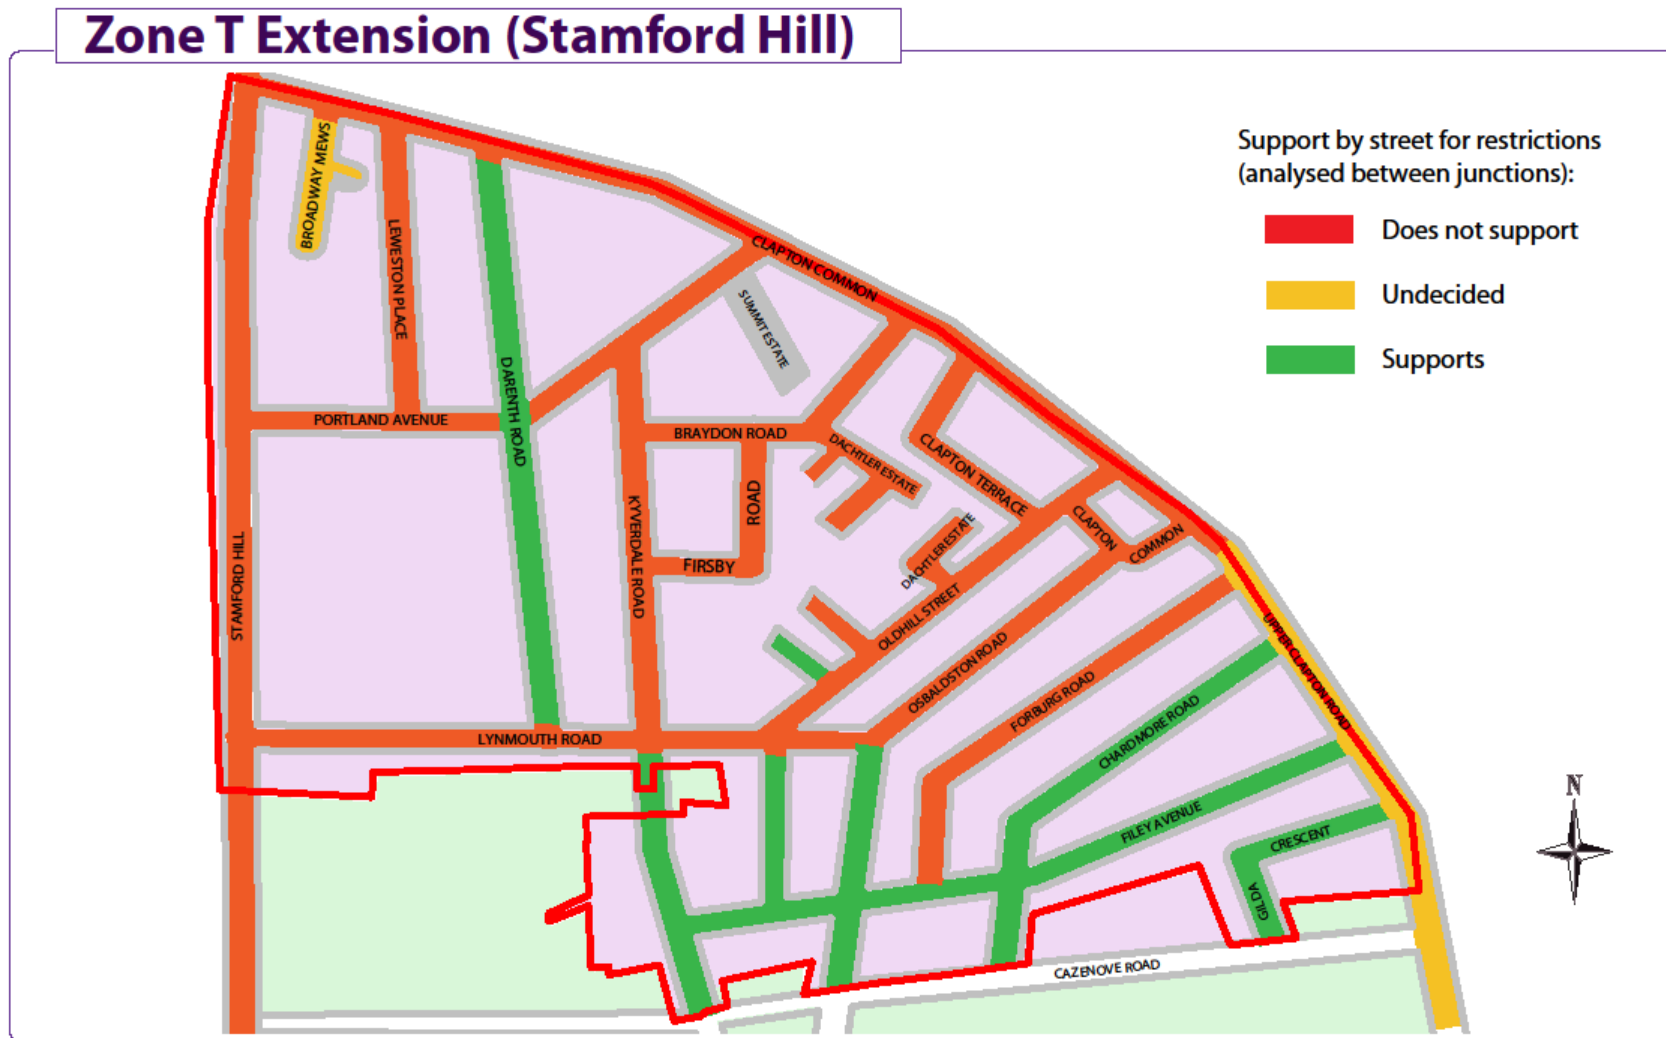 Zone T Extension (Stamford Hill)
Support by street for restrictions
(analysed between junctions):
Does not support
Undecided
Supports
BROADWAY MEWS
LEWESTON PLACE
CLAPTON COMMON
SUMMIT ESTATE
DARENTH ROAD
PORTLAND AVENUE
BRAYDON ROAD
DACHTLER ESTATE
CLAPTON TERRACE
ROAD
KYVERDALE ROAD
CLAPTON
COMMON
STAMFORD HILL
FIRSBY
DACHTLER ESTATE
OLDHILL STREET
OSBALDSTON ROAD
FORBURG ROAD
UPPER CLAPTON ROAD
CHARDMORE ROAD
LYNMOUTH ROAD
FILEY AVENUE
CRESCENT
GILDA
CAZENOVE ROAD
N